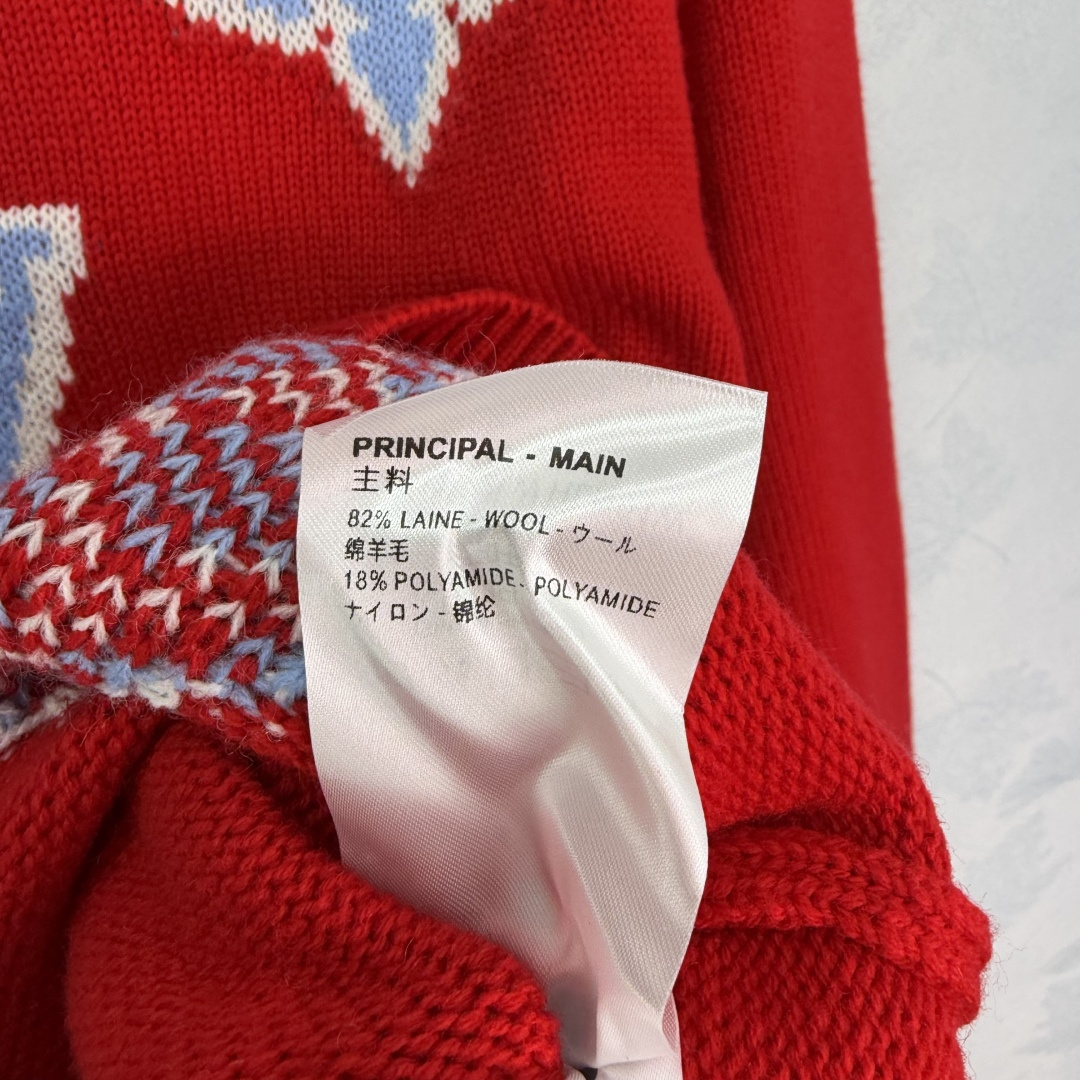 PRINCIPAL - MAIN
主料
82% LAINE - WOOL - ウール
绵羊毛
18% POLYAMIDE - POLYAMIDE
ナイロン - 锦纶